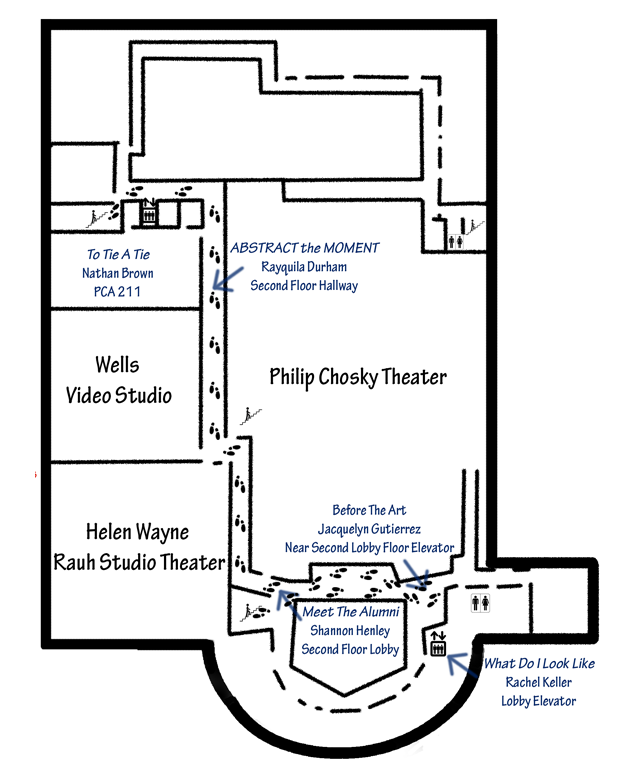 To Tie A Tie
Nathan Brown
PCA 211
ABSTRACT the MOMENT
Rayquila Durham
Second Floor Hallway
Wells
Video Studio
Philip Chosky Theater
Helen Wayne
Rauh Studio Theater
Before The Art
Jacquelyn Gutierrez
Near Second Lobby Floor Elevator
Meet The Alumni
Shannon Henley
Second Floor Lobby
What Do I Look Like
Rachel Keller
Lobby Elevator